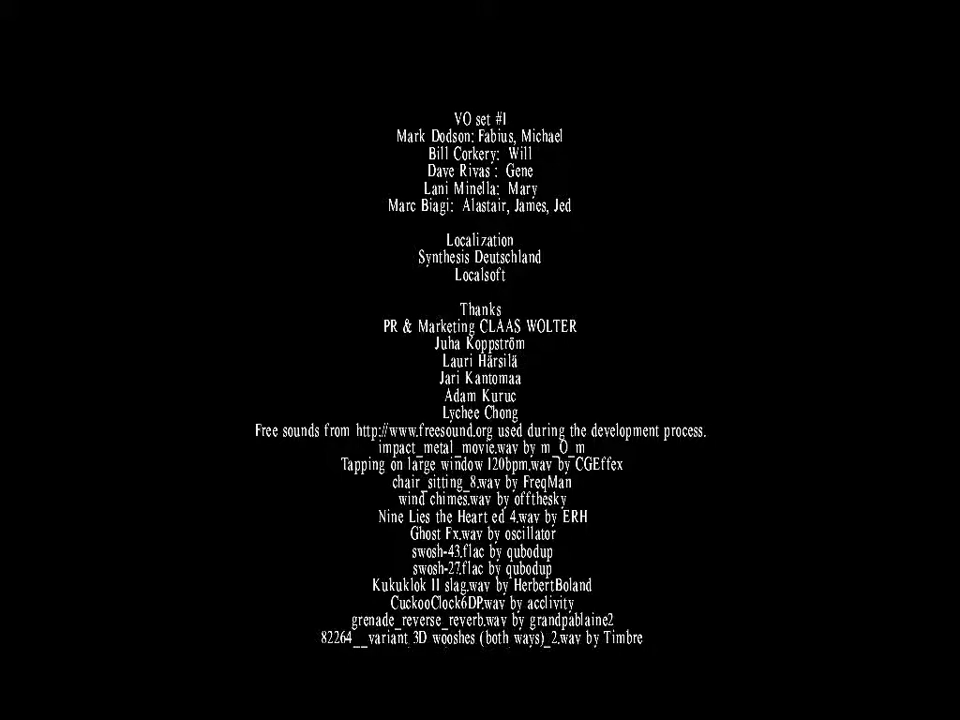 VO set #1
Mark Dodson: Fabius, Michael
Bill Corkery:  Will
Dave Rivas :  Gene
Lani Minella:  Mary
Marc Biagi:  Alastair, James, Jed
Localization
Synthesis Deutschland
Localsoft
Thanks
PR & Marketing CLAAS WOLTER
Juha Koppström
Lauri Härsilä
Jari Kantomaa
Adam Kuruc
Lychee Chong
Free sounds from http://www.freesound.org used during the development process.
impact_metal_movie.wav by m_O_m
Tapping on large window 120bpm.wav by CGEffex
chair_sitting_8.wav by FreqMan
wind chimes.wav by offthesky
Nine Lies the Heart ed 4.wav by ERH
Ghost Fx.wav by oscillator
swosh-43.flac by qubodup
swosh-27.flac by qubodup
Kukuklok II slag.wav by HerbertBoland
CuckooClock6DP.wav by acclivity
grenade_reverse_reverb.wav by grandpablaine2
82264__variant 3D wooshes (both ways)_2.wav by Timbre